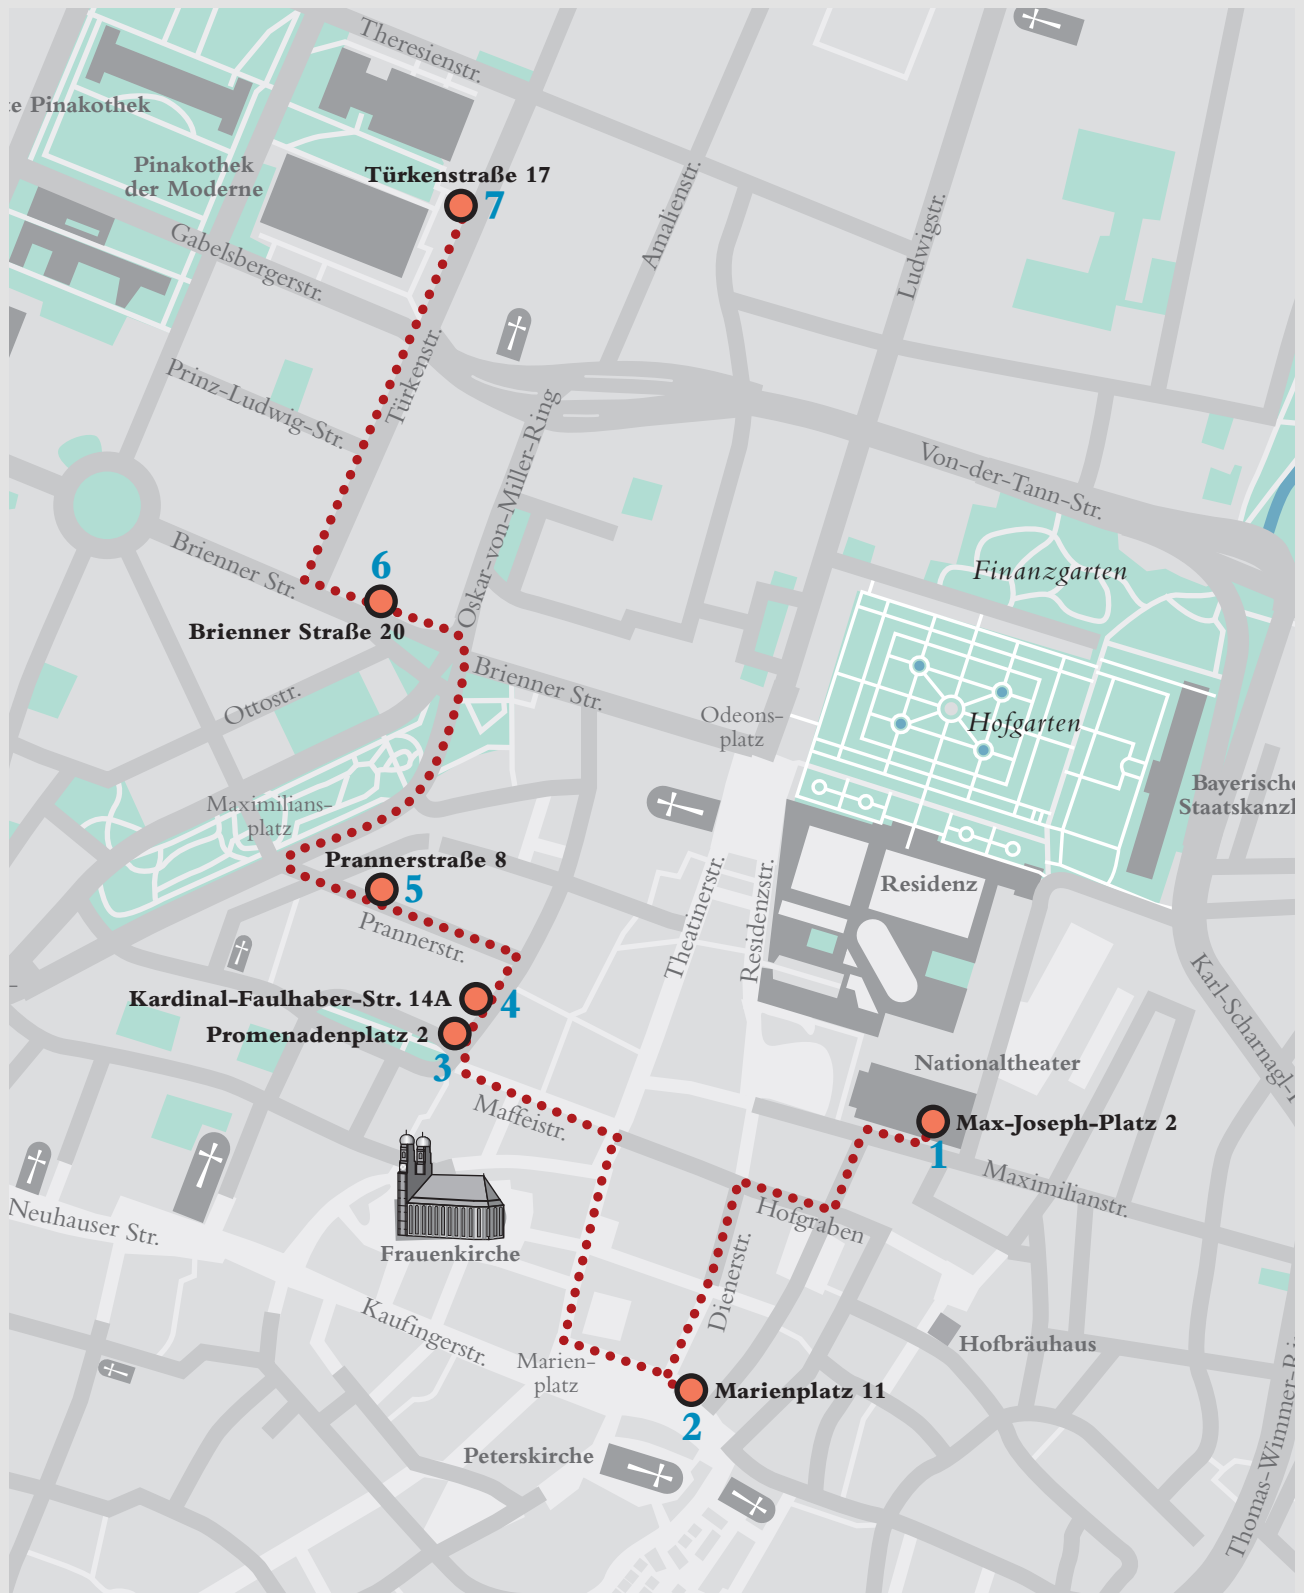 Theresienstr.
te Pinakothek
Pinakothek
der Moderne
Türkenstraße 17
7
Amalienstr.
Ludwigstr.
Gabelsbergerstr.
Türkenstr.
Prinz-Ludwig-Str.
Oskar-von-Miller-Ring
Von-der-Tann-Str.
Brienner Str.
6
Finanzgarten
Brienner Straße 20
Brienner Str.
Ottostr.
Odeons-
platz
Hofgarten
Bayerische
Staatskanzl
Maximilians-
platz
Prannerstraße 8
5
Residenz
Theatinerstr.
Residenzstr.
Prannerstr.
Karl-Scharnagl-
Kardinal-Faulhaber-Str. 14A
4
Promenadenplatz 2
3
Nationaltheater
Maffeistr.
Max-Joseph-Platz 2
1
Maximilianstr.
Neuhauser Str.
Hofgraben
Frauenkirche
Dienerstr.
Kaufingerstr.
Hofbräuhaus
Marien-
platz
Marienplatz 11
2
Peterskirche
Thomas-Wimmer-Ri